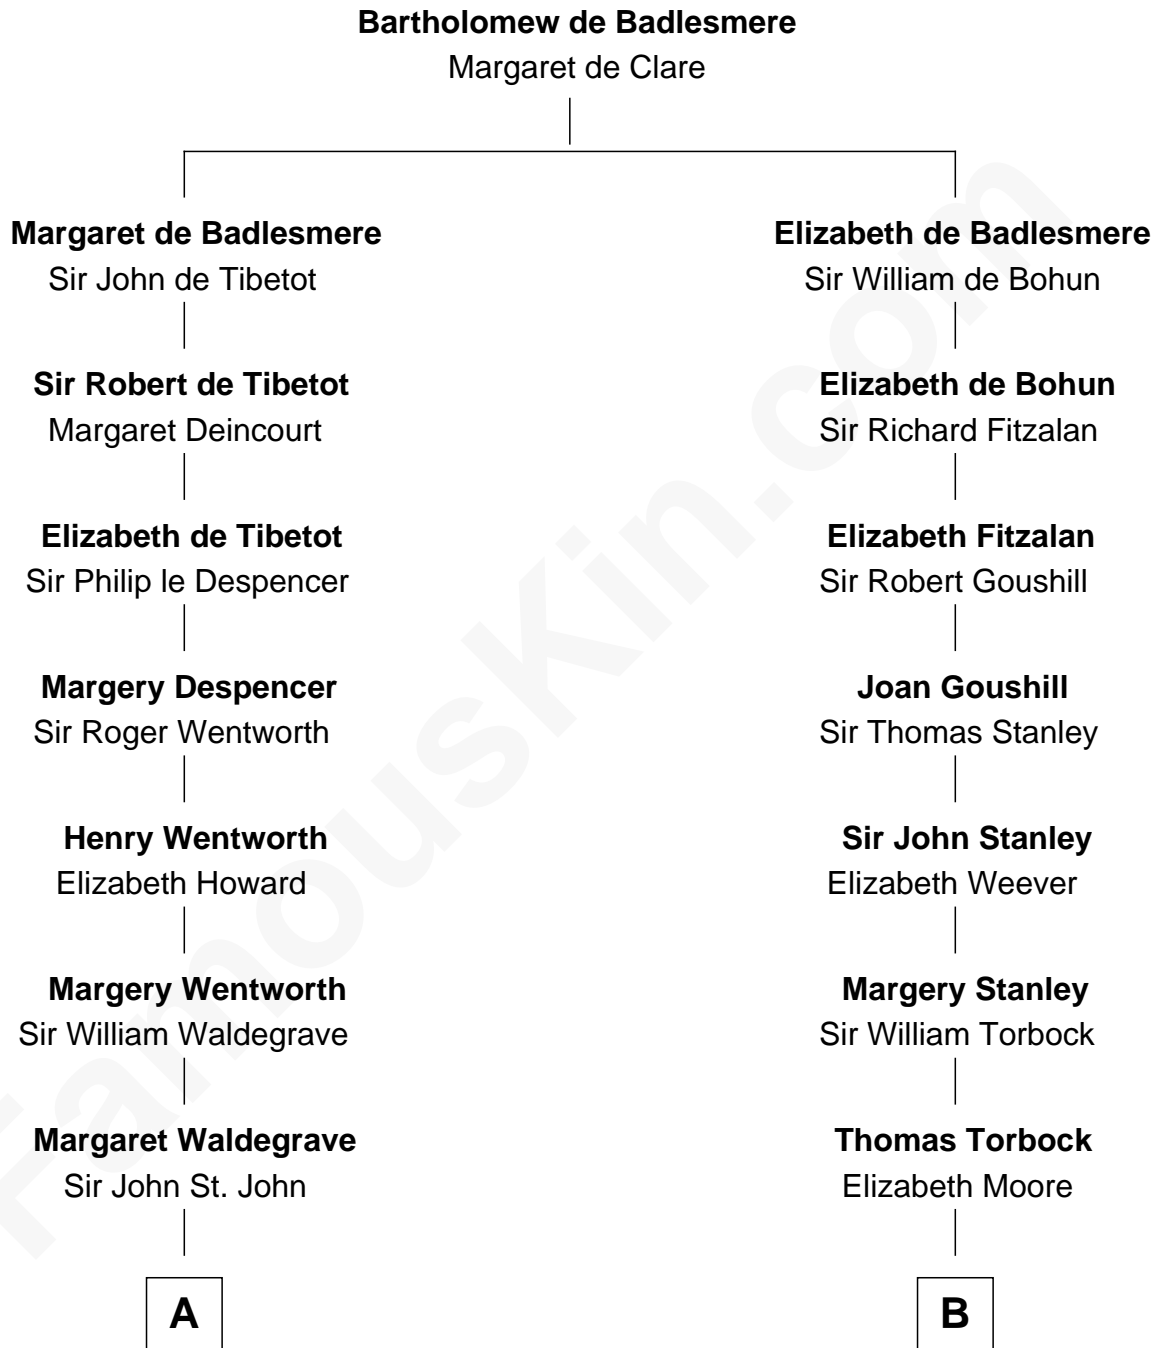 Bartholomew de Badlesmere
Margaret de Clare
Margaret de Badlesmere
Sir John de Tibetot
Elizabeth de Badlesmere
Sir William de Bohun
Sir Robert de Tibetot
Margaret Deincourt
Elizabeth de Bohun
Sir Richard Fitzalan
Elizabeth de Tibetot
Sir Philip le Despencer
Elizabeth Fitzalan
Sir Robert Goushill
Margery Despencer
Sir Roger Wentworth
Joan Goushill
Sir Thomas Stanley
Henry Wentworth
Elizabeth Howard
Sir John Stanley
Elizabeth Weever
Margery Wentworth
Sir William Waldegrave
Margery Stanley
Sir William Torbock
Margaret Waldegrave
Sir John St. John
Thomas Torbock
Elizabeth Moore
A
B
FamousKin.com